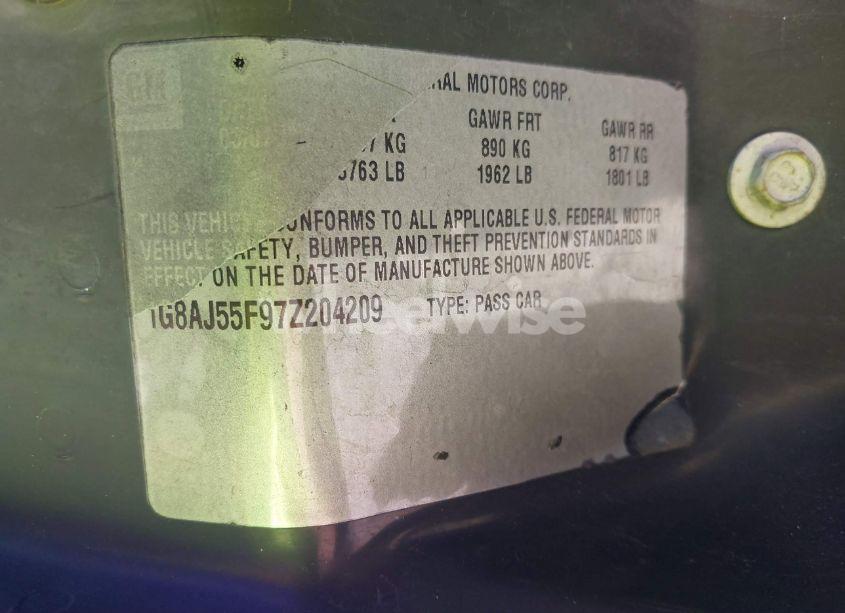 GM
RAL MOTORS CORP.
GAWR FRT GAWR RR
7 KG 890 KG 817 KG
3763 LB 1962 LB 1801 LB
THIS VEHICLE CONFORMS TO ALL APPLICABLE U.S. FEDERAL MOTOR
VEHICLE SAFETY, BUMPER, AND THEFT PREVENTION STANDARDS IN
EFFECT ON THE DATE OF MANUFACTURE SHOWN ABOVE.
1G8AJ55F97Z204209 TYPE: PASS CAR